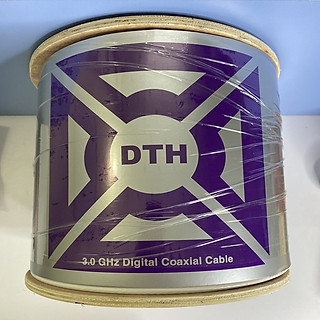 DTH
3.0 GHz Digital Coaxial Cable